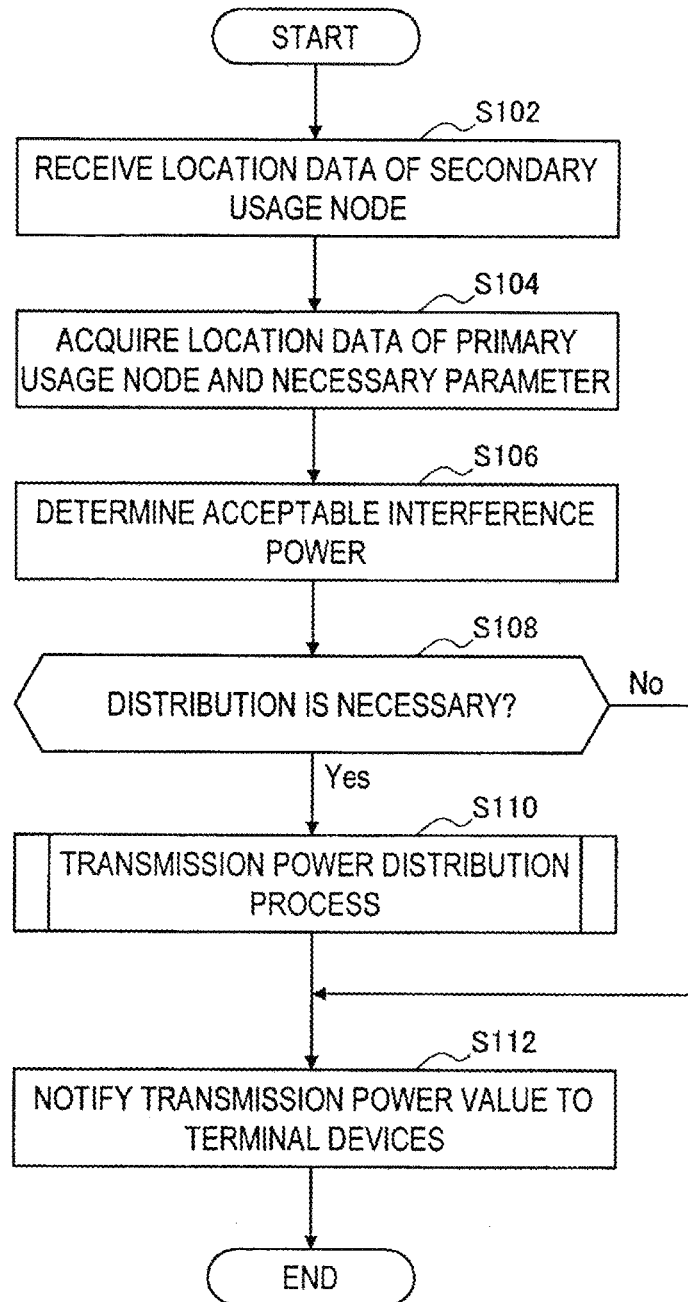 START
S102
RECEIVE LOCATION DATA OF SECONDARY
USAGE NODE
S104
ACQUIRE LOCATION DATA OF PRIMARY
USAGE NODE AND NECESSARY PARAMETER
S106
DETERMINE ACCEPTABLE INTERFERENCE
POWER
S108
DISTRIBUTION IS NECESSARY?
No
Yes
S110
TRANSMISSION POWER DISTRIBUTION
PROCESS
S112
NOTIFY TRANSMISSION POWER VALUE TO
TERMINAL DEVICES
END